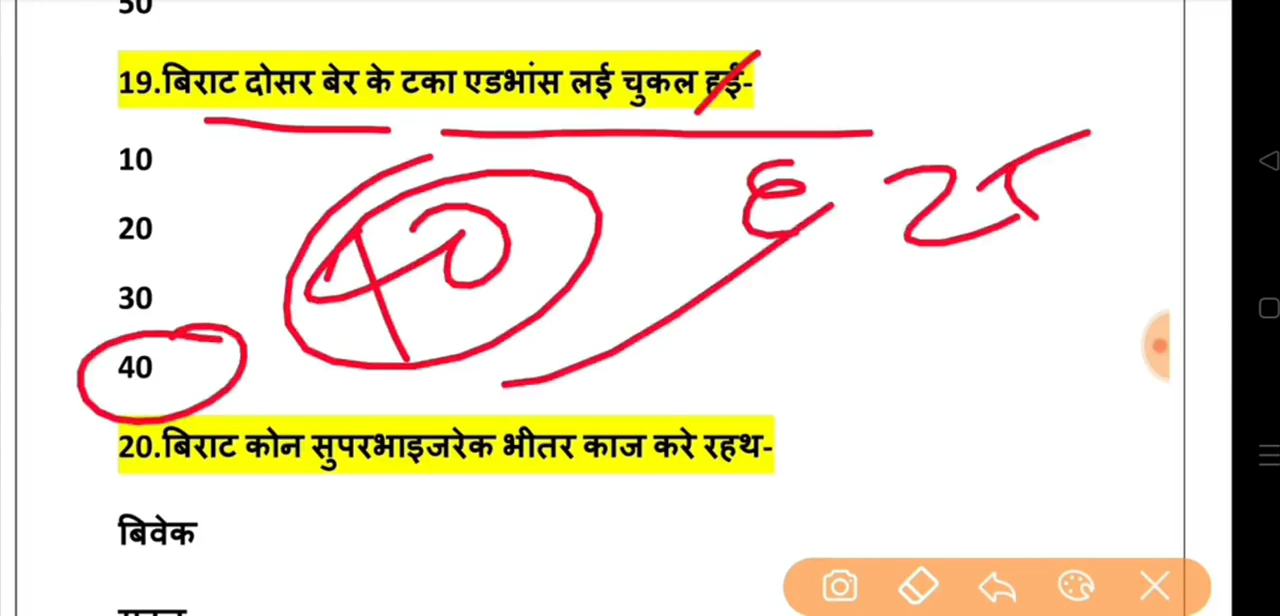 50
19.बिराट दोसर बेर के टका एडभांस लई चुकल हई-
10
20
30
40
20.बिराट कोन सुपरभाइजरेक भीतर काज करे रहथ-
बिवेक